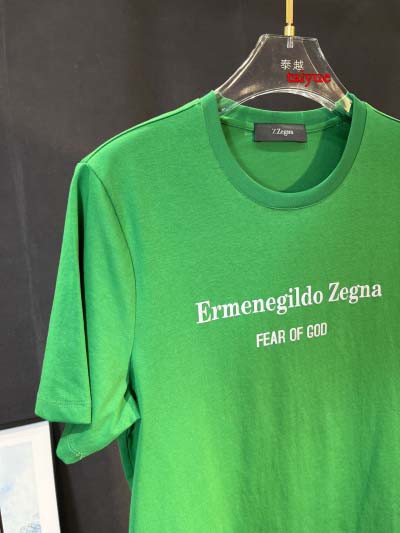 泰越
taiyue
Z Zegna
Ermenegildo Zegna
FEAR OF GOD